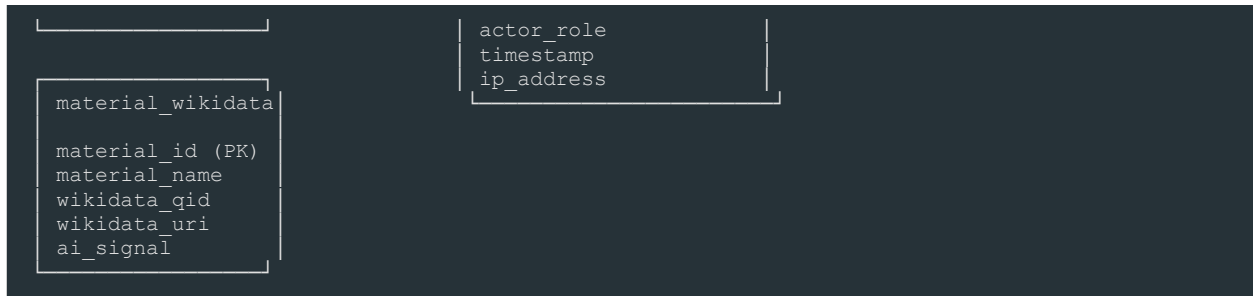 actor_role
timestamp
ip_address
material_wikidata
material_id (PK)
material_name
wikidata_qid
wikidata_uri
ai_signal